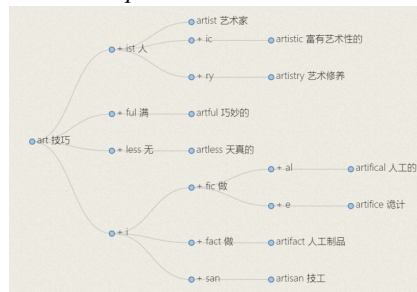 artist 艺术家
+ ist 人
+ ic
artistic 富有艺术性的
+ ry
artistry 艺术修养
+ ful 满
artful 巧妙的
art 技巧
+ less 无
artless 天真的
+ al
artifical 人工的
+ fic 做
+ e
artifice 诡计
+ i
+ fact 做
artifact 人工制品
+ san
artisan 技工